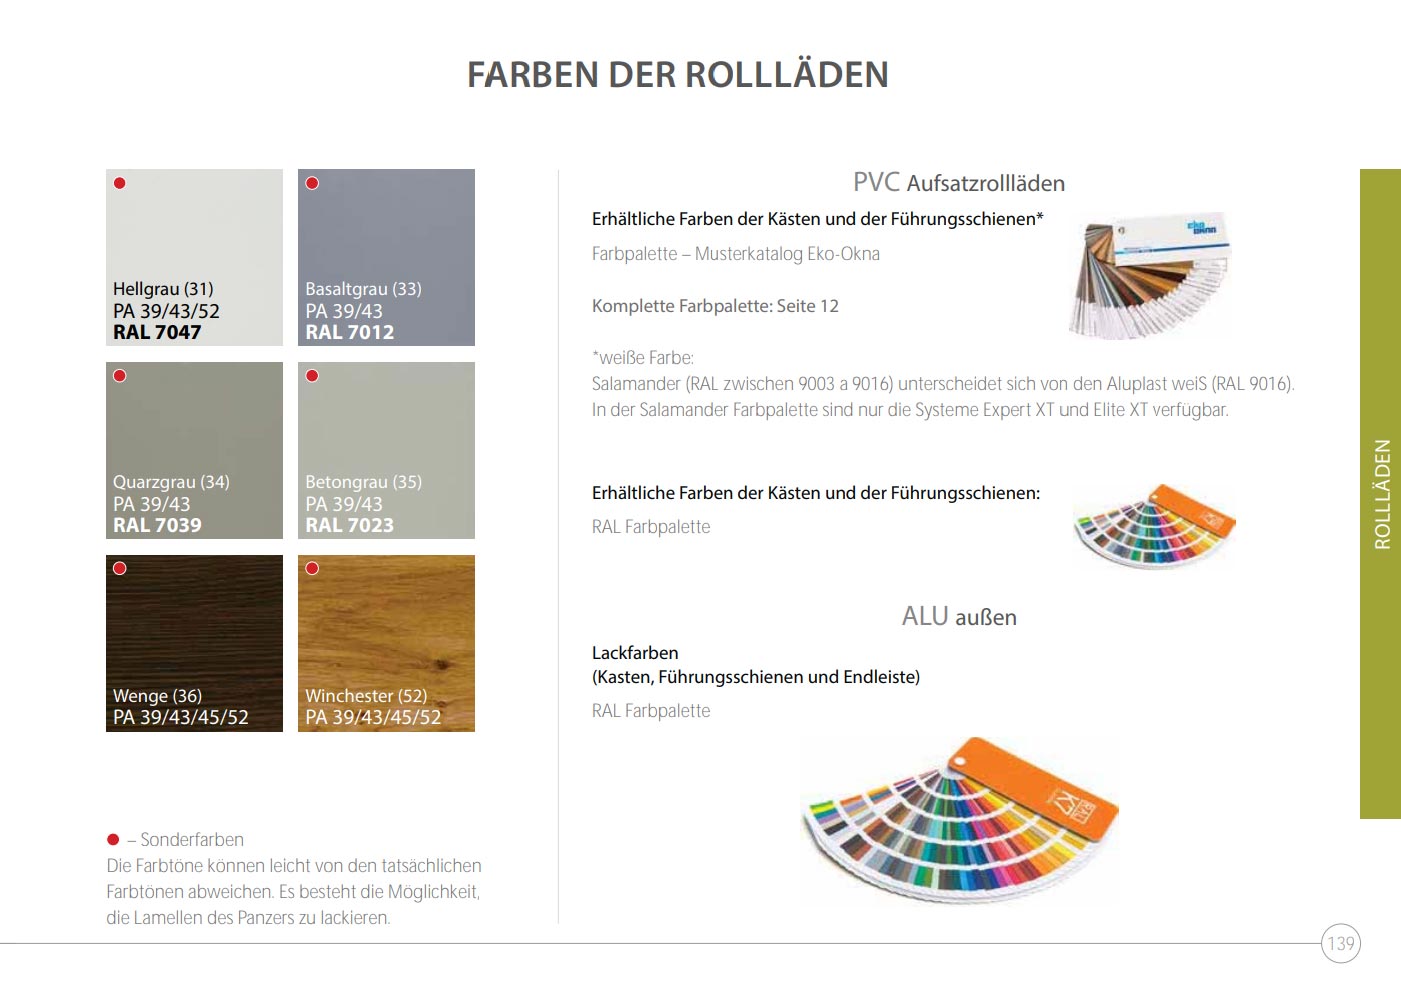 FARBEN DER ROLLLÄDEN
Hellgrau (31)
PA 39/43/52
RAL 7047
Basaltgrau (33)
PA 39/43
RAL 7012
Quarzgrau (34)
PA 39/43
RAL 7039
Betongrau (35)
PA 39/43
RAL 7023
Wenge (36)
PA 39/43/45/52
Winchester (52)
PA 39/43/45/52
– Sonderfarben
Die Farbtöne können leicht von den tatsächlichen
Farbtönen abweichen. Es besteht die Möglichkeit,
die Lamellen des Panzers zu lackieren.
PVC Aufsatzrollläden
Erhältliche Farben der Kästen und der Führungsschienen*
Farbpalette – Musterkatalog Eko-Okna
eko
okna
Komplette Farbpalette: Seite 12
*weiße Farbe:
Salamander (RAL zwischen 9003 a 9016) unterscheidet sich von den Aluplast weiS (RAL 9016).
In der Salamander Farbpalette sind nur die Systeme Expert XT und Elite XT verfügbar.
Erhältliche Farben der Kästen und der Führungsschienen:
RAL Farbpalette
ALU außen
Lackfarben
(Kasten, Führungsschienen und Endleiste)
RAL Farbpalette
RAL
K7
ROLLLÄDEN
139